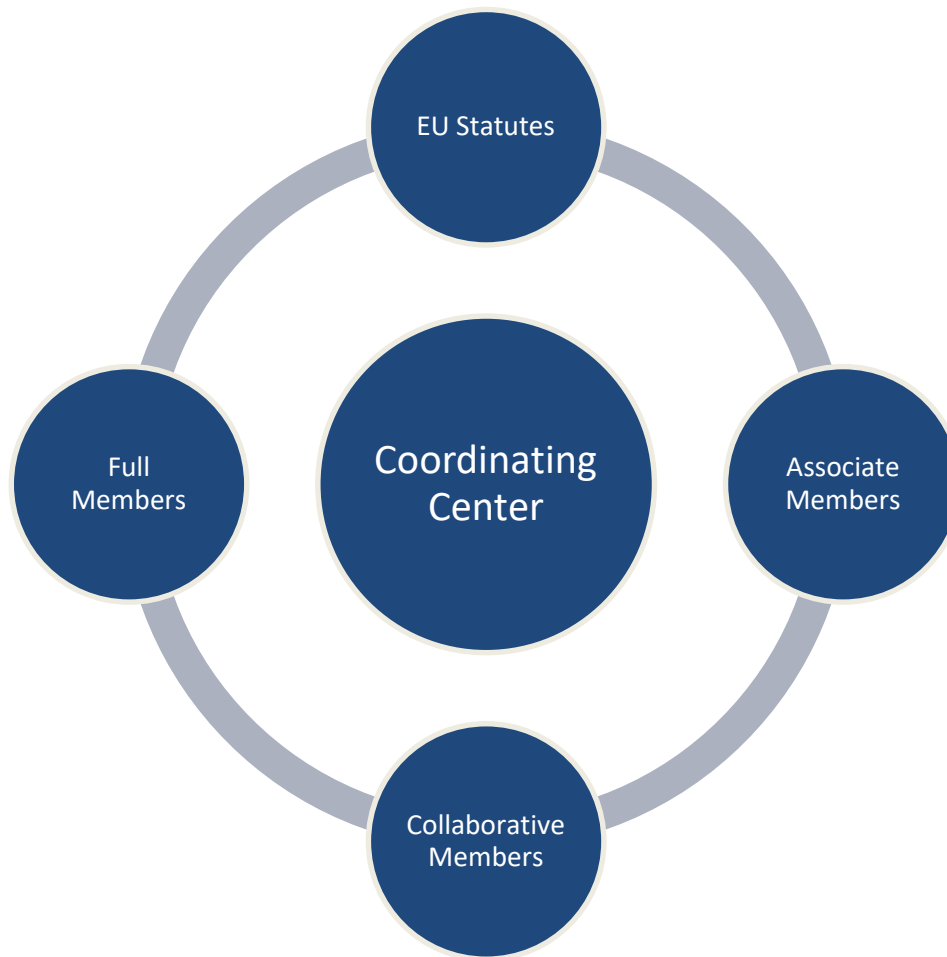 EU Statutes
Full
Members
Coordinating
Center
Associate
Members
Collaborative
Members